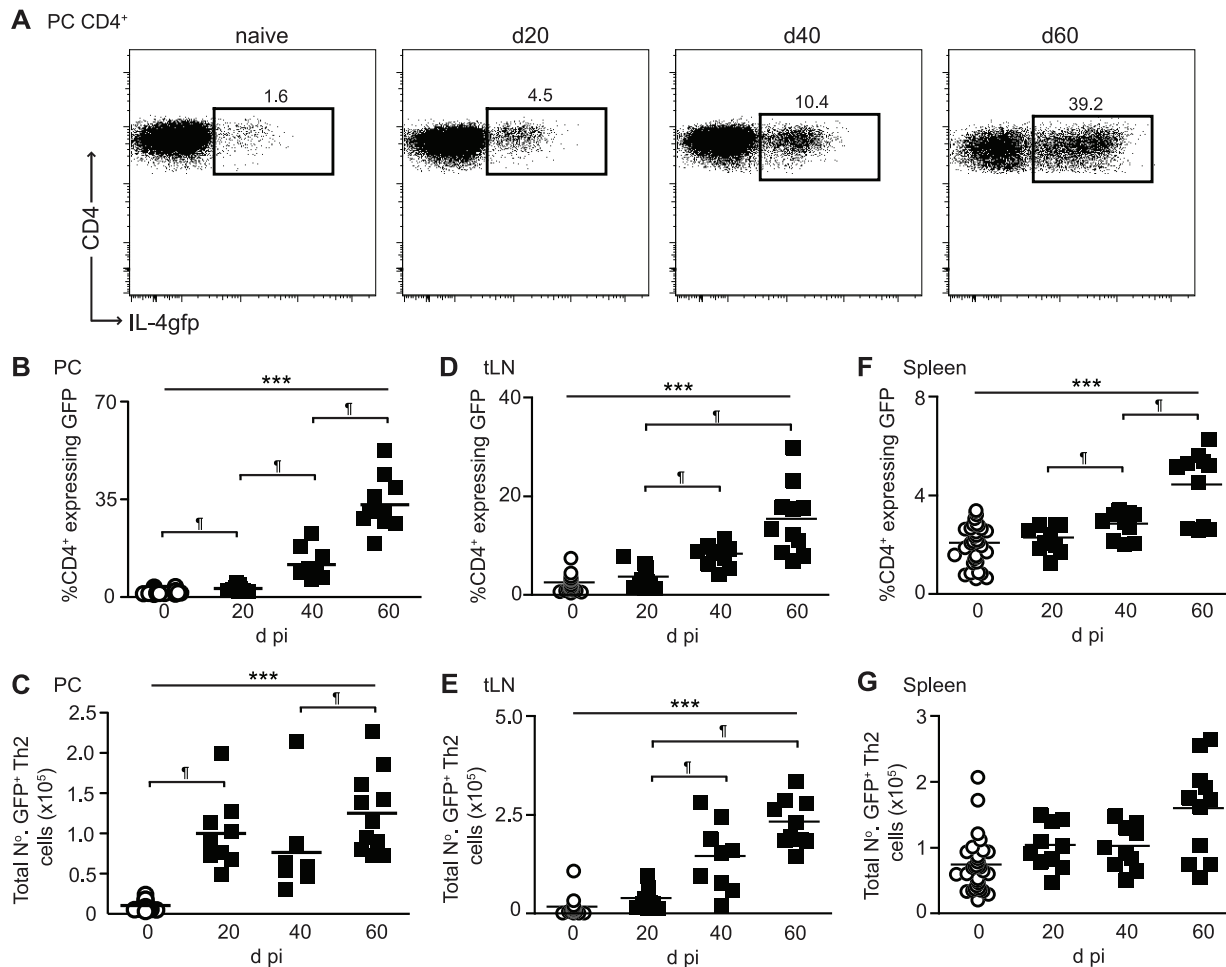 A PC CD4⁺
naive d20 d40 d60
1.6 4.5 10.4 39.2
CD4
IL-4gfp
B PC
***
¶
¶
¶
%CD4⁺ expressing GFP
70
35
0
0 20 40 60
d pi
D tLN
***
¶
¶
%CD4⁺ expressing GFP
40
20
0
0 20 40 60
d pi
F Spleen
***
¶
¶
%CD4⁺ expressing GFP
8
4
0
0 20 40 60
d pi
C PC
***
¶
¶
Total Nº. GFP⁺ Th2
cells (x10⁵)
2.5
2.0
1.5
1.0
0.5
0
0 20 40 60
d pi
E tLN
***
¶
¶
Total Nº. GFP⁺ Th2
cells (x10⁵)
5.0
2.5
0
0 20 40 60
d pi
G Spleen
Total Nº. GFP⁺ Th2
cells (x10⁵)
3
2
1
0
0 20 40 60
d pi